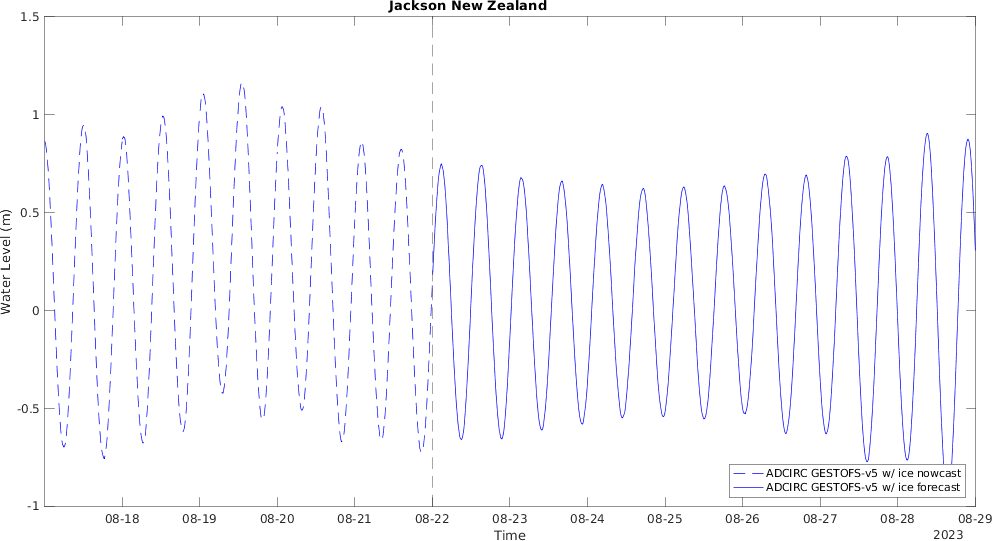 Jackson New Zealand
1.5
1
0.5
0
-0.5
-1
Water Level (m)
08-18 08-19 08-20 08-21 08-22 08-23 08-24 08-25 08-26 08-27 08-28 08-29
Time
2023
ADCIRC GESTOFS-v5 w/ ice nowcast
ADCIRC GESTOFS-v5 w/ ice forecast